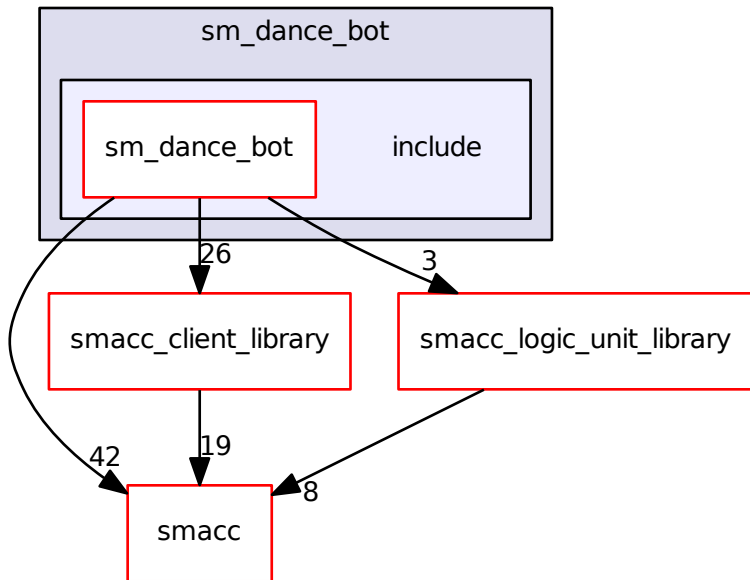 sm_dance_bot
sm_dance_bot
include
26
3
smacc_client_library
smacc_logic_unit_library
42
19
8
smacc